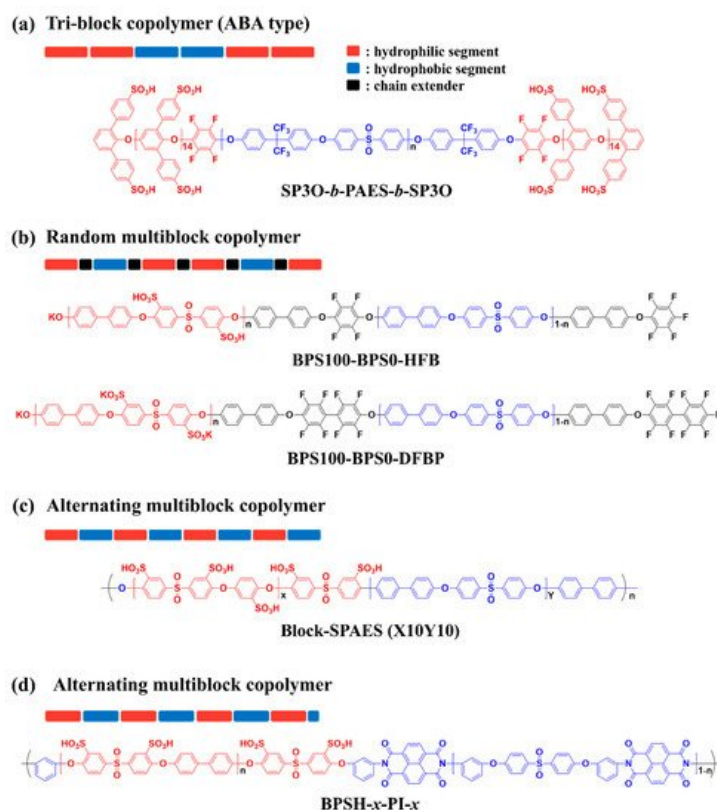 (a) Tri-block copolymer (ABA type)
: hydrophilic segment
: hydrophobic segment
: chain extender
SO₃H SO₃H SO₃H SO₃H
F F CF₃ O CF₃ F F
O O 14 O O S O n O O O 14
F F CF₃ O CF₃ F F
SO₃H SO₃H HO₃S HO₃S
SP3O-b-PAES-b-SP3O
(b) Random multiblock copolymer
HO₃S O F F O F F
KO O S O n O O O S O 1-n O F
O SO₃H F F O F F
BPS100-BPS0-HFB
KO₃S O F F F F O F F F F
KO O S O n O O O S O 1-n O
O SO₃K F F F F O F F F F
BPS100-BPS0-DFBP
(c) Alternating multiblock copolymer
HO₃S SO₃H HO₃S SO₃H
O S O O x S O S O Y n
HO₃S
Block-SPAES (X10Y10)
(d) Alternating multiblock copolymer
HO₃S SO₃H HO₃S SO₃H
O S O O n O S O N N O S O N N 1-n
BPSH-x-PI-x